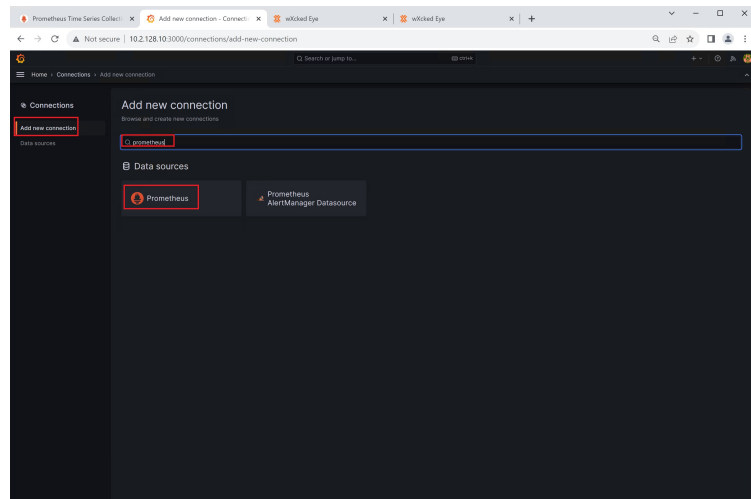 Prometheus Time Series Collecti
Add new connection - Connecti
wXcked Eye
wXcked Eye
Not secure
10.2.128.10:3000/connections/add-new-connection
Search or jump to...
ctrl+k
Home
Connections
Add new connection
Connections
Add new connection
Data sources
Add new connection
Browse and create new connections
prometheus
Data sources
Prometheus
Prometheus
AlertManager Datasource